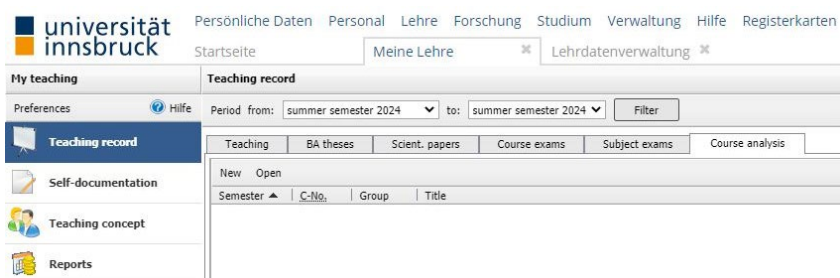 universität
innsbruck
Persönliche Daten Personal Lehre Forschung Studium Verwaltung Hilfe Registerkarten
Startseite Meine Lehre Lehrdatenverwaltung
My teaching
Teaching record
Preferences Hilfe
Period from: summer semester 2024 to: summer semester 2024 Filter
Teaching record
Teaching BA theses Scient. papers Course exams Subject exams Course analysis
New Open
Self-documentation
Semester C-No. Group Title
Teaching concept
Reports